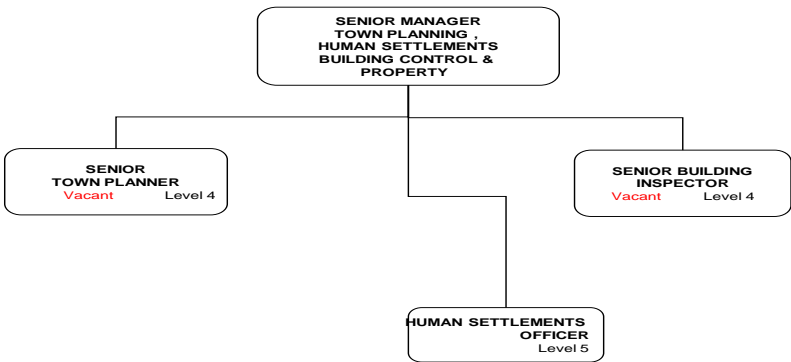 SENIOR MANAGER
TOWN PLANNING ,
HUMAN SETTLEMENTS
BUILDING CONTROL &
PROPERTY
SENIOR
TOWN PLANNER
Vacant Level 4
SENIOR BUILDING
INSPECTOR
Vacant Level 4
HUMAN SETTLEMENTS
OFFICER
Level 5